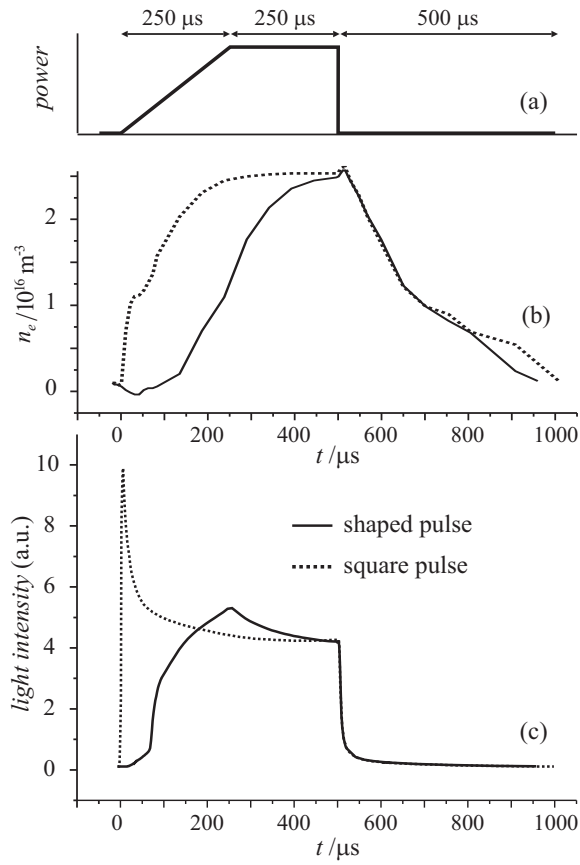 250 μs 250 μs 500 μs
power
(a)
2
1
0
n_e /10^16 m^-3
(b)
0 200 400 600 800 1000
t /μs
10
8
6
4
2
0
light intensity (a.u.)
shaped pulse
square pulse
(c)
0 200 400 600 800 1000
t /μs